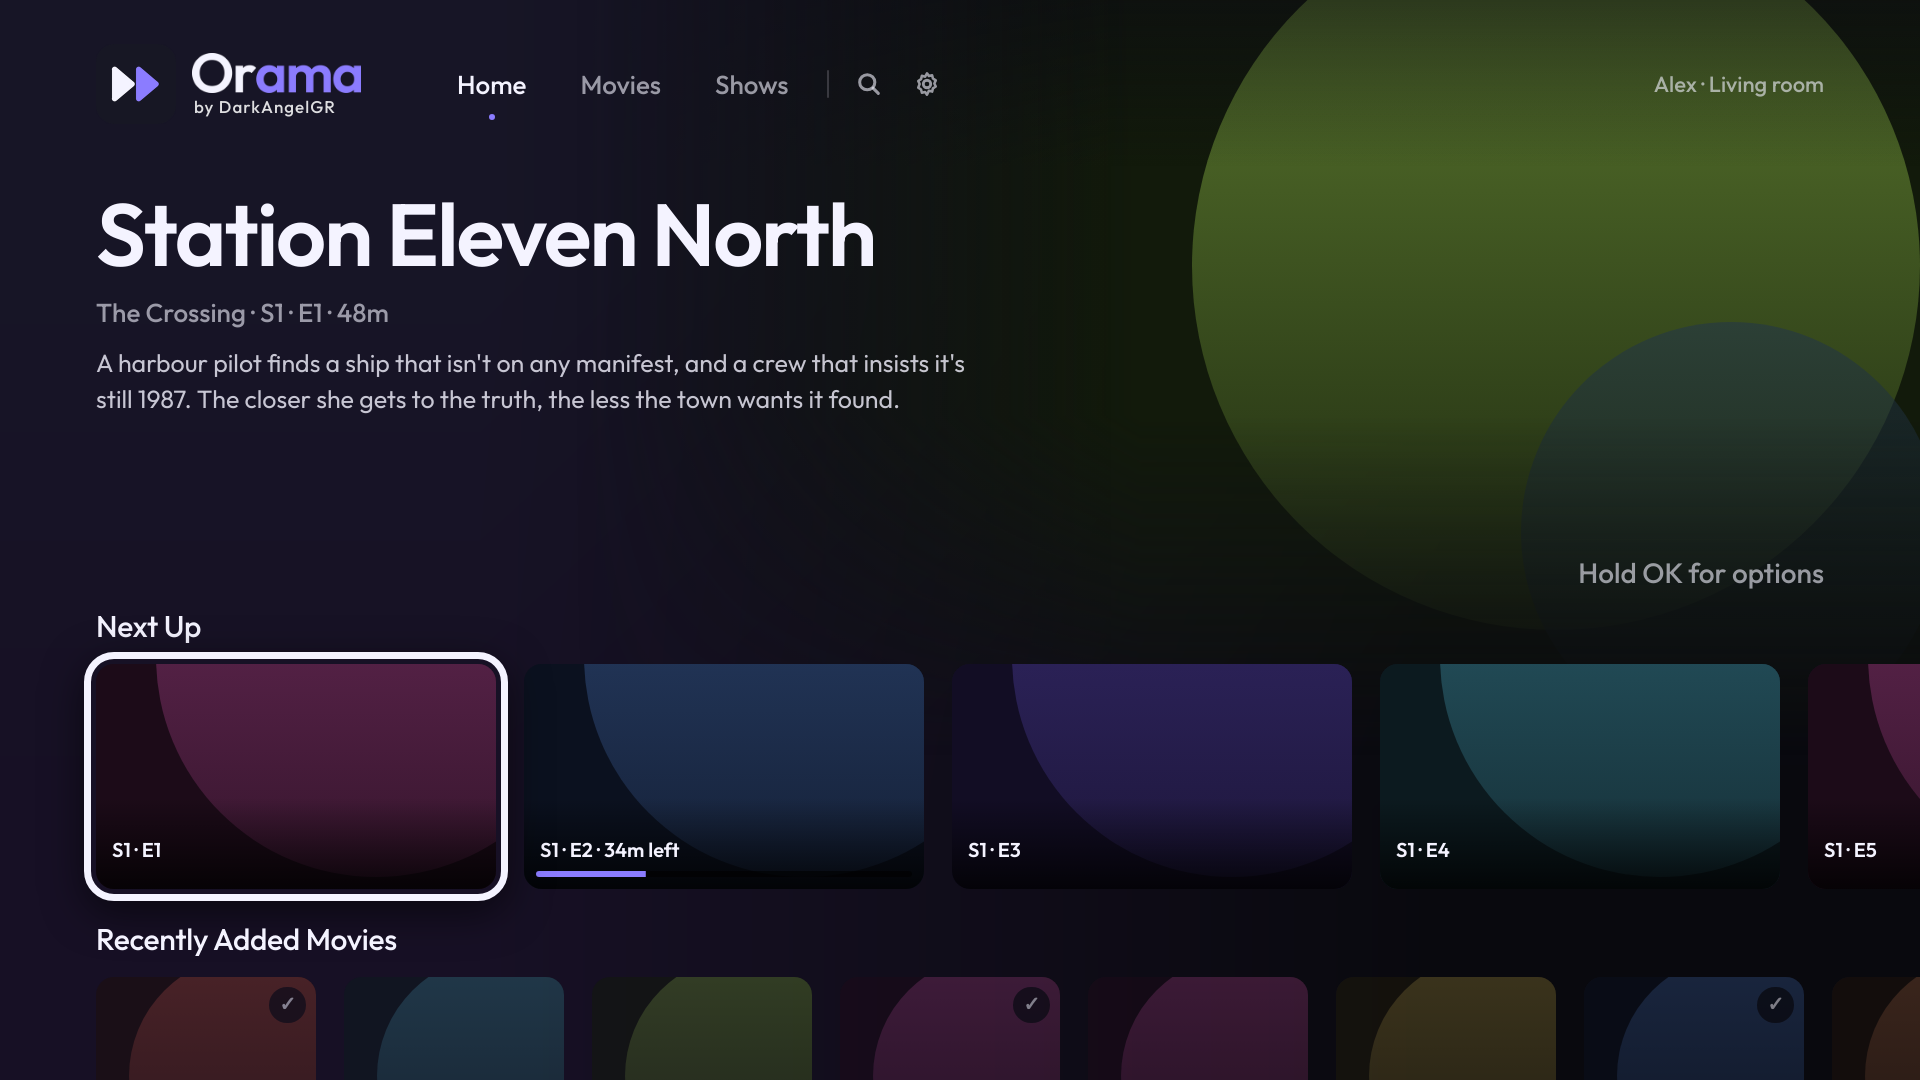 Orama
by DarkAngelGR
Home
Movies
Shows
Alex · Living room
Station Eleven North
The Crossing · S1 · E1 · 48m
A harbour pilot finds a ship that isn't on any manifest, and a crew that insists it's
still 1987. The closer she gets to the truth, the less the town wants it found.
Hold OK for options
Next Up
S1 · E1
S1 · E2 · 34m left
S1 · E3
S1 · E4
S1 · E5
Recently Added Movies